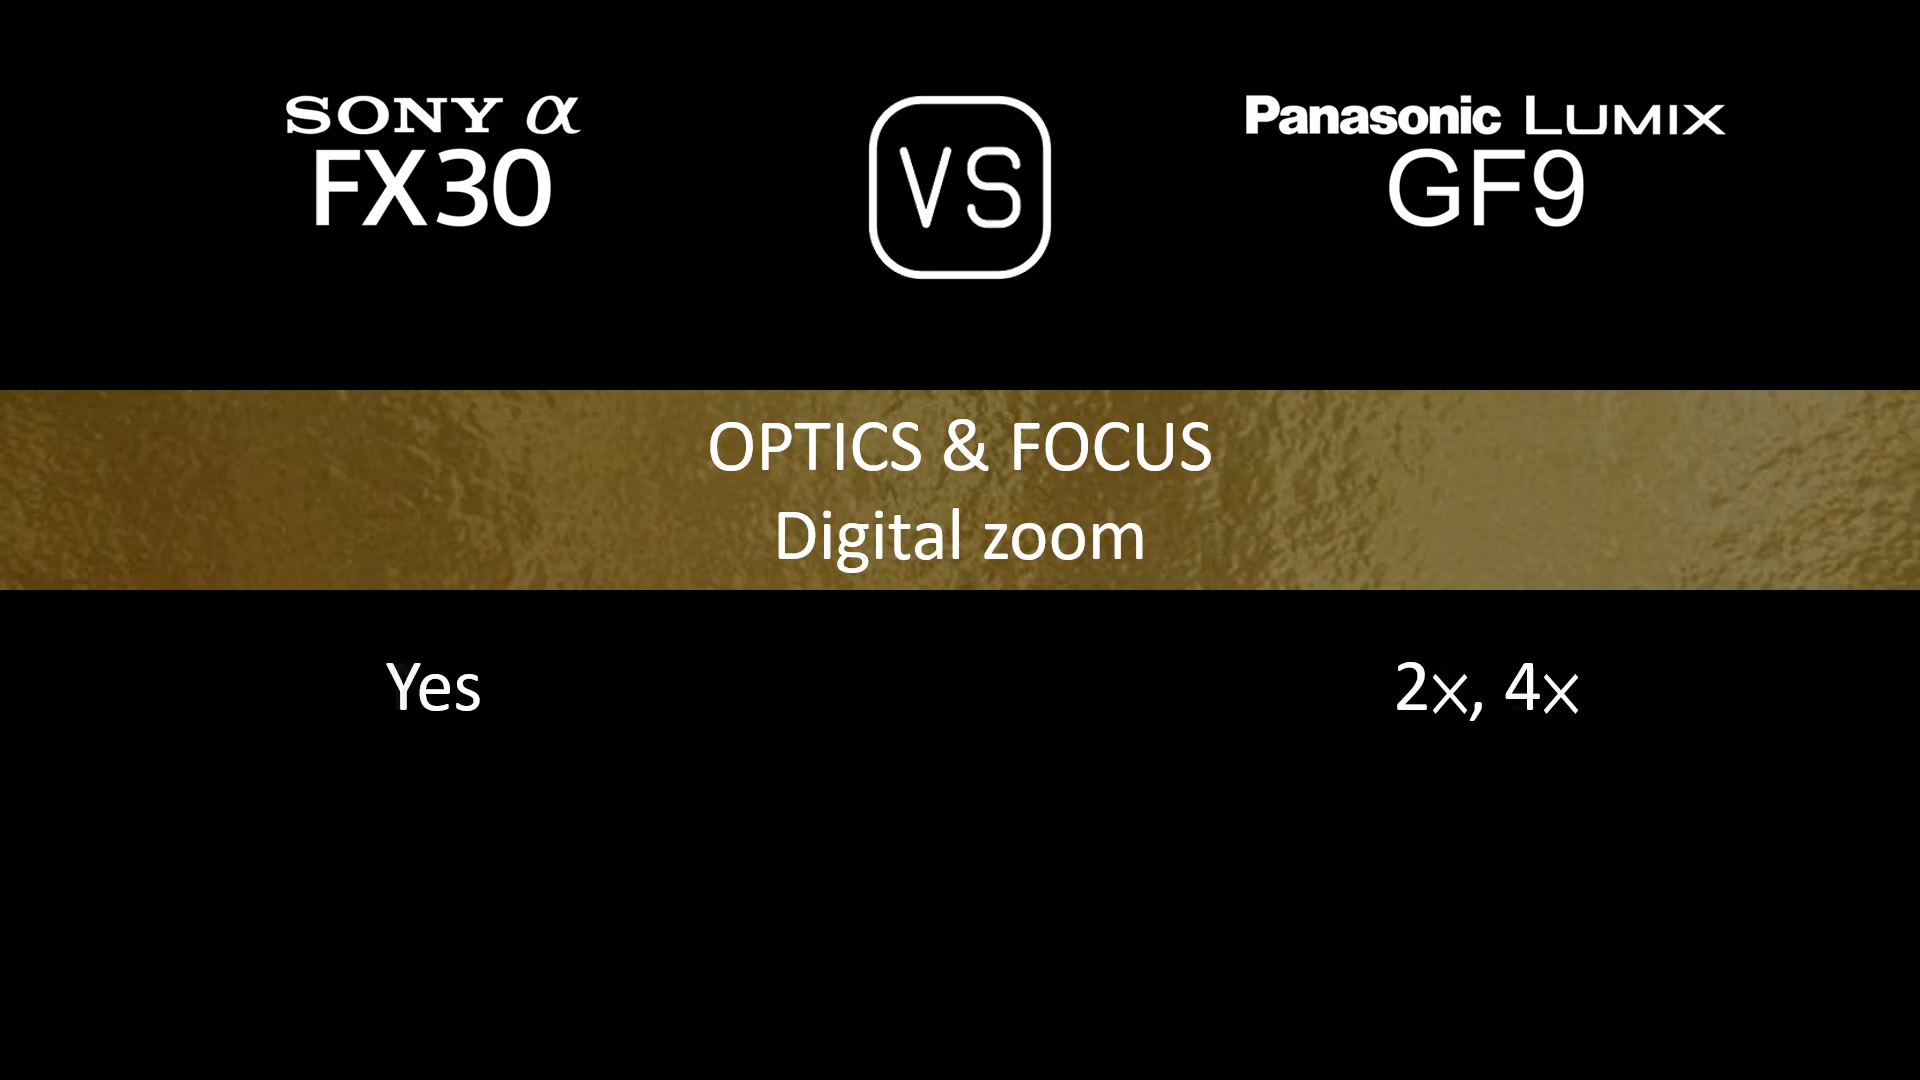 SONY α
FX30
VS
Panasonic LUMIX
GF9
OPTICS & FOCUS
Digital zoom
Yes
2x, 4x